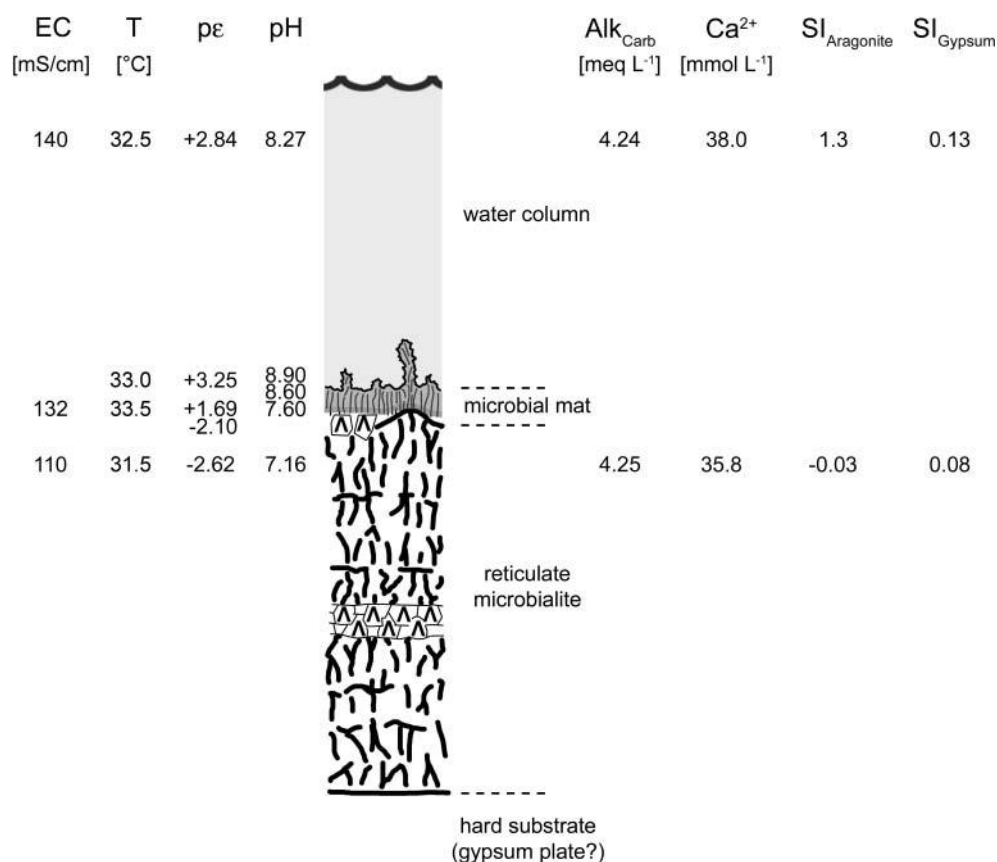 EC T pε pH Alk_Carb Ca²⁺ SI_Aragonite SI_Gypsum
[mS/cm] [°C] [meq L⁻¹] [mmol L⁻¹]
140 32.5 +2.84 8.27 4.24 38.0 1.3 0.13
water column
33.0 +3.25 8.90
8.60
132 33.5 +1.69 7.60 microbial mat
-2.10
110 31.5 -2.62 7.16 4.25 35.8 -0.03 0.08
reticulate
microbialite
hard substrate
(gypsum plate?)